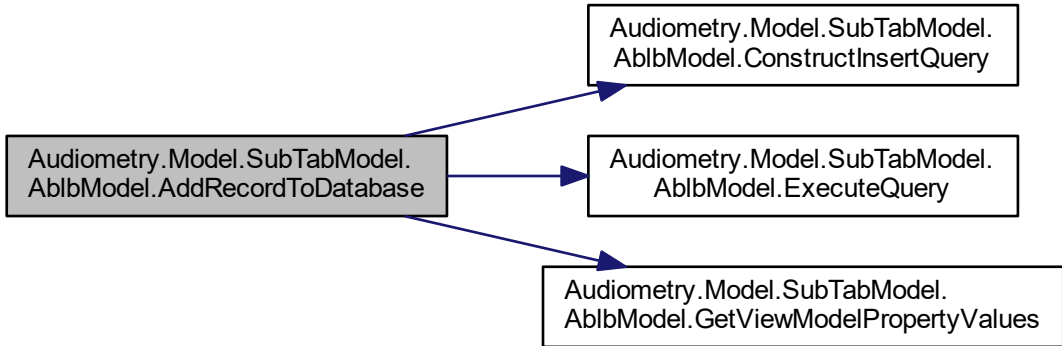 Audiometry.Model.SubTabModel.
AblbModel.ConstructInsertQuery
Audiometry.Model.SubTabModel.
AblbModel.AddRecordToDatabase
Audiometry.Model.SubTabModel.
AblbModel.ExecuteQuery
Audiometry.Model.SubTabModel.
AblbModel.GetViewModelPropertyValues